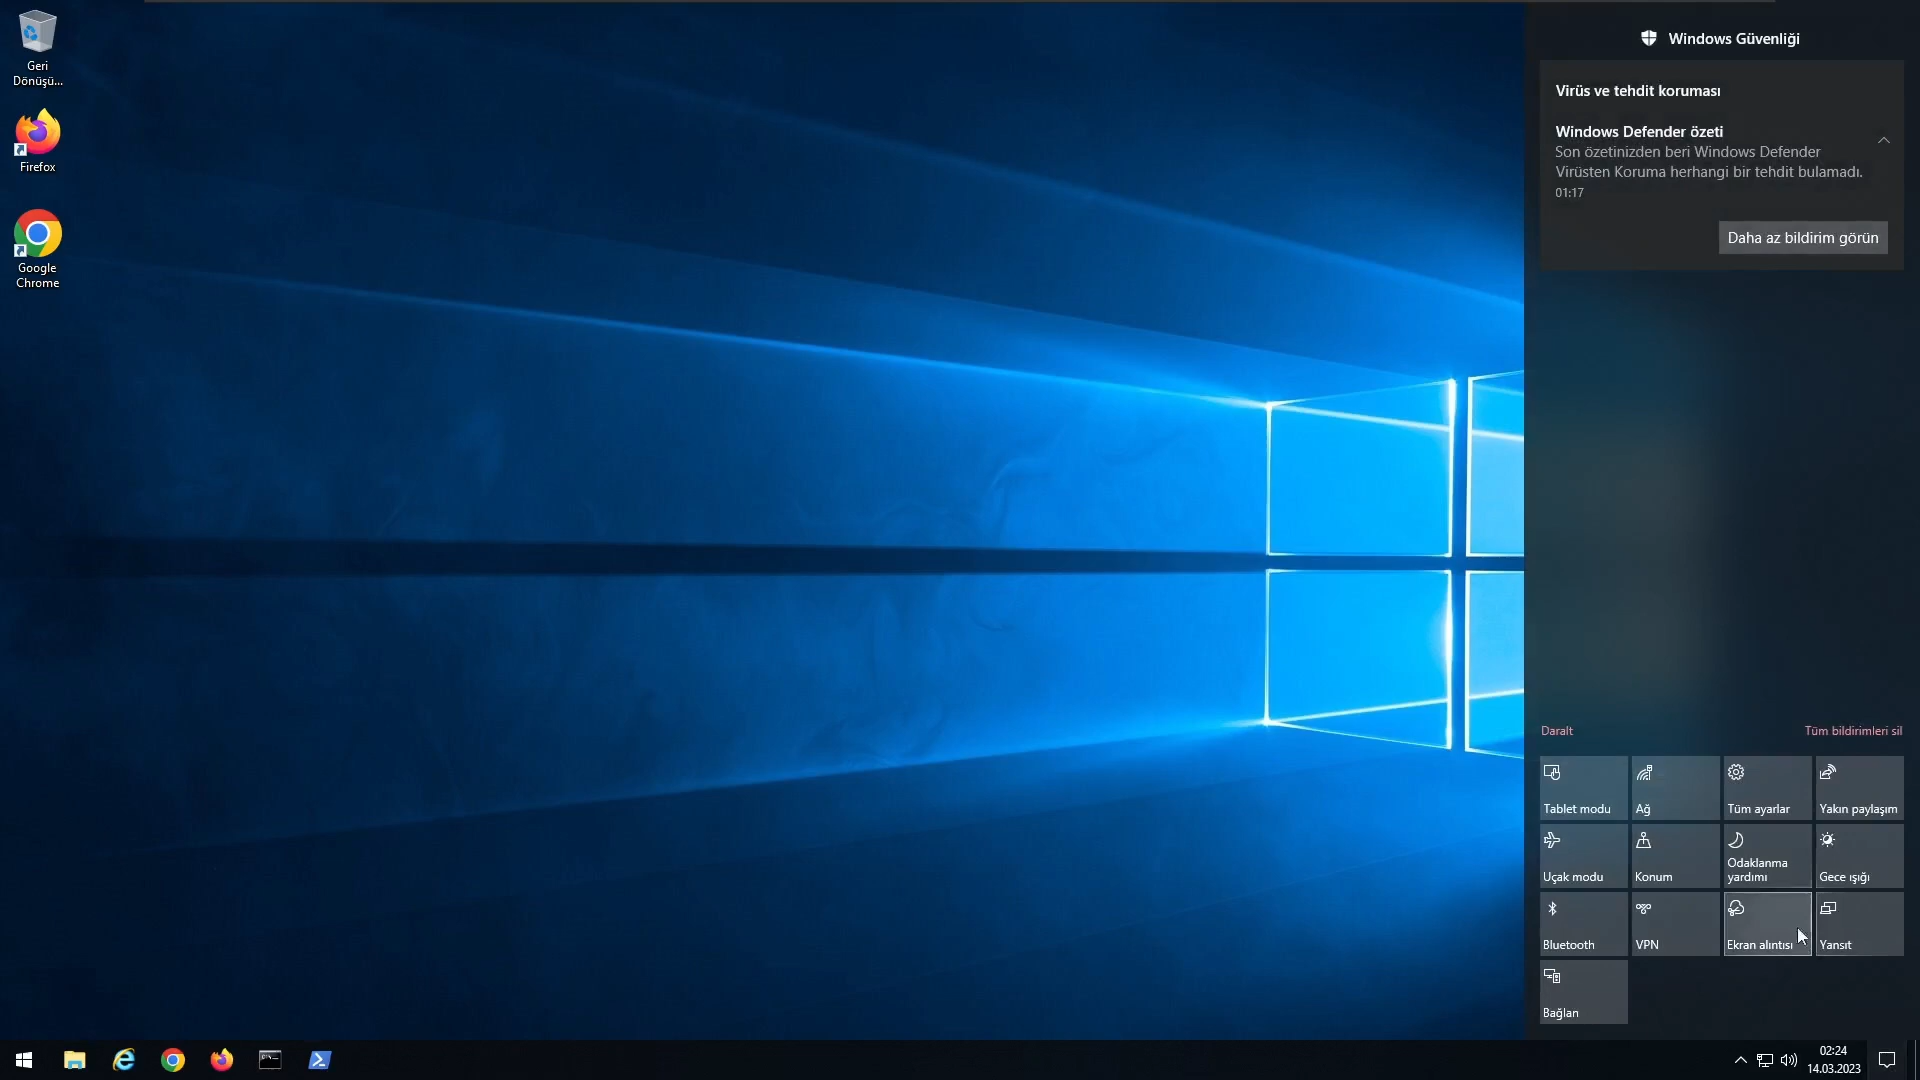 Geri
Dönüşü...
Firefox
Google
Chrome
Windows Güvenliği
Virüs ve tehdit koruması
Windows Defender özeti
Son özetinizden beri Windows Defender
Virüsten Koruma herhangi bir tehdit bulamadı.
01:17
Daha az bildirim görün
Daralt
Tüm bildirimleri sil
Tablet modu
Ağ
Tüm ayarlar
Yakın paylaşım
Uçak modu
Konum
Odaklanma
yardımı
Gece ışığı
Bluetooth
VPN
Ekran alıntısı
Yansıt
Bağlan
02:24
14.03.2023